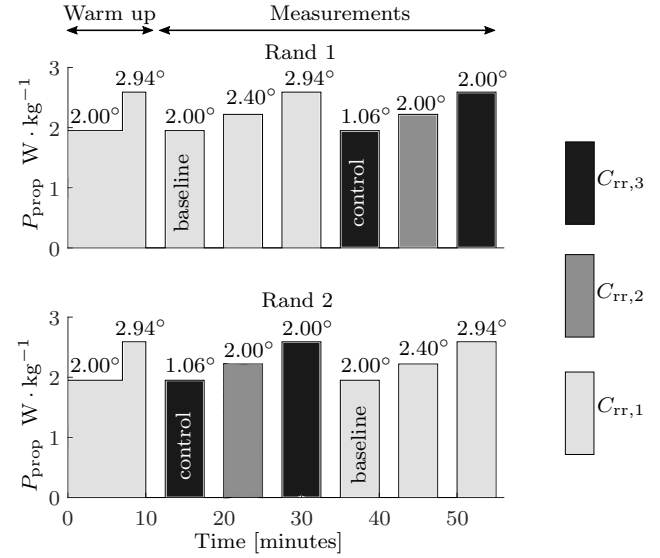 Warm up Measurements
Rand 1
3
2
1
0
P_prop W · kg⁻¹
2.00° 2.94° 2.00° 2.40° 2.94° 1.06° 2.00° 2.00°
baseline control
Rand 2
3
2
1
0
P_prop W · kg⁻¹
2.00° 2.94° 1.06° 2.00° 2.00° 2.00° 2.40° 2.94°
control baseline
0 10 20 30 40 50
Time [minutes]
C_rr,3
C_rr,2
C_rr,1